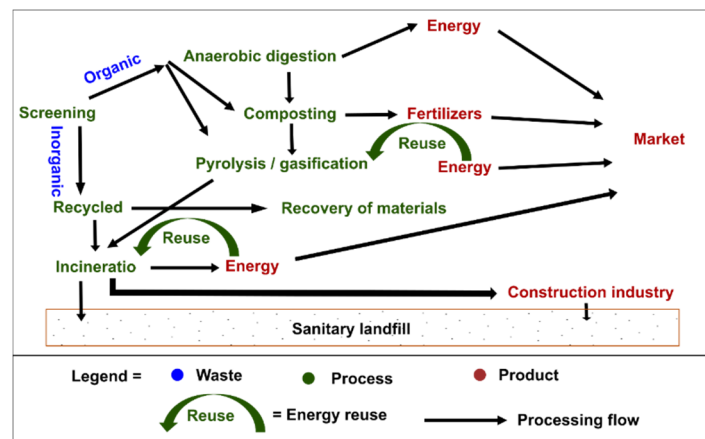 Energy
Organic
Anaerobic digestion
Screening
Composting
Fertilizers
Market
Inorganic
Reuse
Pyrolysis / gasification
Energy
Recycled
Recovery of materials
Reuse
Incineratio
Energy
Construction industry
Sanitary landfill
Legend = Waste Process Product
Reuse = Energy reuse Processing flow